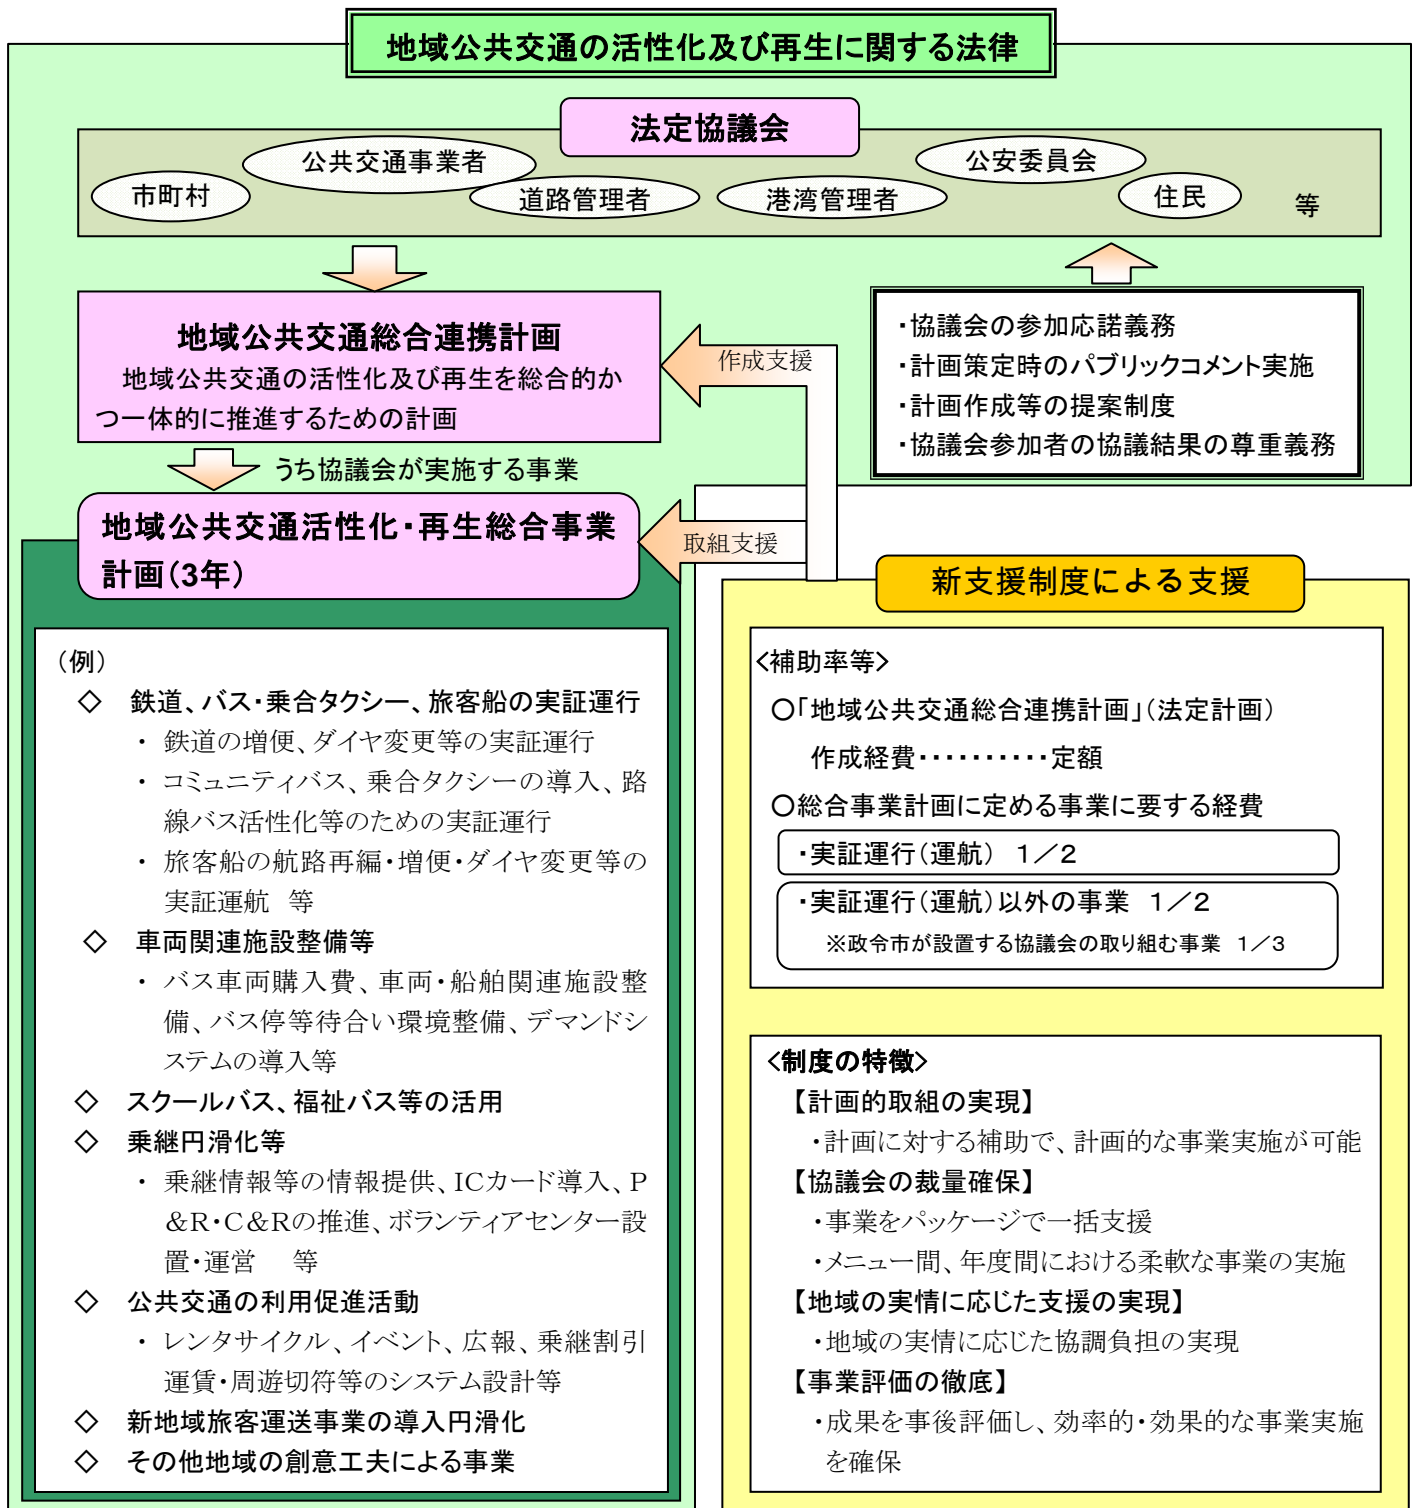 地域公共交通の活性化及び再生に関する法律
法定協議会
公共交通事業者
公安委員会
市町村
道路管理者
港湾管理者
住民
等
地域公共交通総合連携計画
地域公共交通の活性化及び再生を総合的か
つ一体的に推進するための計画
作成支援
・協議会の参加応諾義務
・計画策定時のパブリックコメント実施
・計画作成等の提案制度
・協議会参加者の協議結果の尊重義務
うち協議会が実施する事業
地域公共交通活性化・再生総合事業
計画(3年)
取組支援
(例)
◇ 鉄道、バス・乗合タクシー、旅客船の実証運行
・ 鉄道の増便、ダイヤ変更等の実証運行
・ コミュニティバス、乗合タクシーの導入、路
線バス活性化等のための実証運行
・ 旅客船の航路再編・増便・ダイヤ変更等の
実証運航 等
◇ 車両関連施設整備等
・ バス車両購入費、車両・船舶関連施設整
備、バス停等待合い環境整備、デマンドシ
ステムの導入等
◇ スクールバス、福祉バス等の活用
◇ 乗継円滑化等
・ 乗継情報等の情報提供、ICカード導入、P
&R・C&Rの推進、ボランティアセンター設
置・運営 等
◇ 公共交通の利用促進活動
・ レンタサイクル、イベント、広報、乗継割引
運賃・周遊切符等のシステム設計等
◇ 新地域旅客運送事業の導入円滑化
◇ その他地域の創意工夫による事業
新支援制度による支援
<補助率等>
○「地域公共交通総合連携計画」(法定計画)
作成経費・・・・・・・・・・定額
○総合事業計画に定める事業に要する経費
・実証運行(運航) 1/2
・実証運行(運航)以外の事業 1/2
※政令市が設置する協議会の取り組む事業 1/3
<制度の特徴>
【計画的取組の実現】
・計画に対する補助で、計画的な事業実施が可能
【協議会の裁量確保】
・事業をパッケージで一括支援
・メニュー間、年度間における柔軟な事業の実施
【地域の実情に応じた支援の実現】
・地域の実情に応じた協調負担の実現
【事業評価の徹底】
・成果を事後評価し、効率的・効果的な事業実施
を確保